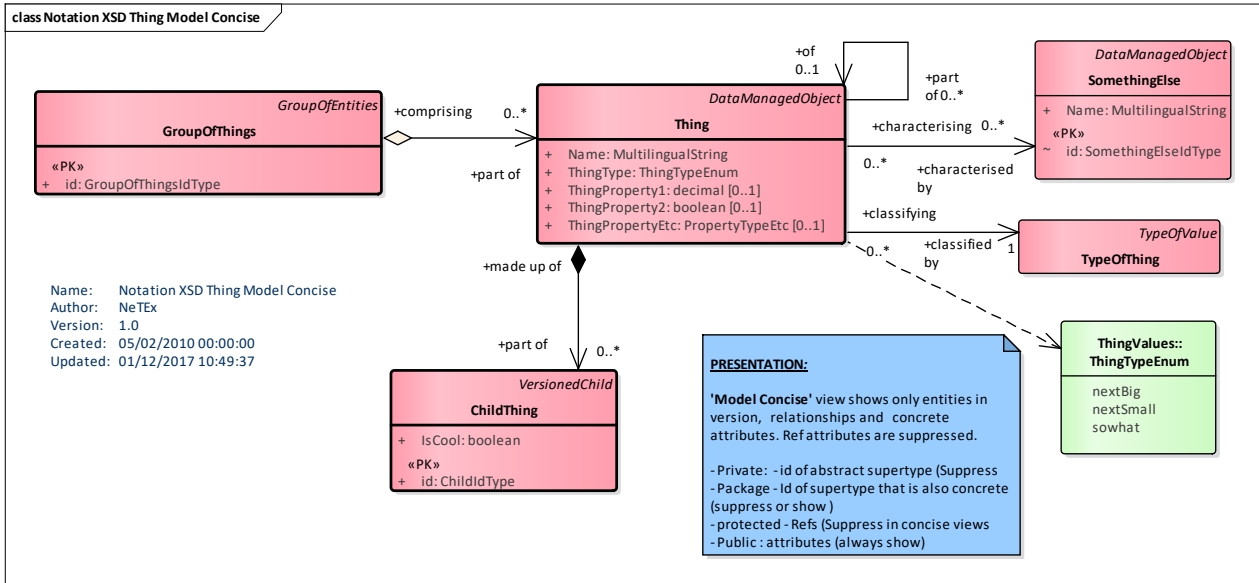 class Notation XSD Thing Model Concise
GroupOfEntities
GroupOfThings
«PK»
+ id: GroupOfThingsIdType
+comprising
0..*
+part of
DataManagedObject
Thing
+ Name: MultilingualString
+ ThingType: ThingTypeEnum
+ ThingProperty1: decimal [0..1]
+ ThingProperty2: boolean [0..1]
+ ThingPropertyEtc: PropertyTypeEtc [0..1]
+of
0..1
+part
of 0..*
+characterising 0..*
0..*
+characterised
by
DataManagedObject
SomethingElse
+ Name: MultilingualString
«PK»
~ id: SomethingElseIdType
+classifying
0..*
+classified
by
1
TypeOfValue
TypeOfThing
+made up of
+part of
0..*
VersionedChild
ChildThing
+ IsCool: boolean
«PK»
+ id: ChildIdType
Name: Notation XSD Thing Model Concise
Author: NeTEx
Version: 1.0
Created: 05/02/2010 00:00:00
Updated: 01/12/2017 10:49:37
PRESENTATION:
'Model Concise' view shows only entities in
version, relationships and concrete
attributes. Ref attributes are suppressed.
- Private: - id of abstract supertype (Suppress
- Package - Id of supertype that is also concrete
(suppress or show )
- protected - Refs (Suppress in concise views
- Public : attributes (always show)
ThingValues::
ThingTypeEnum
nextBig
nextSmall
sowhat